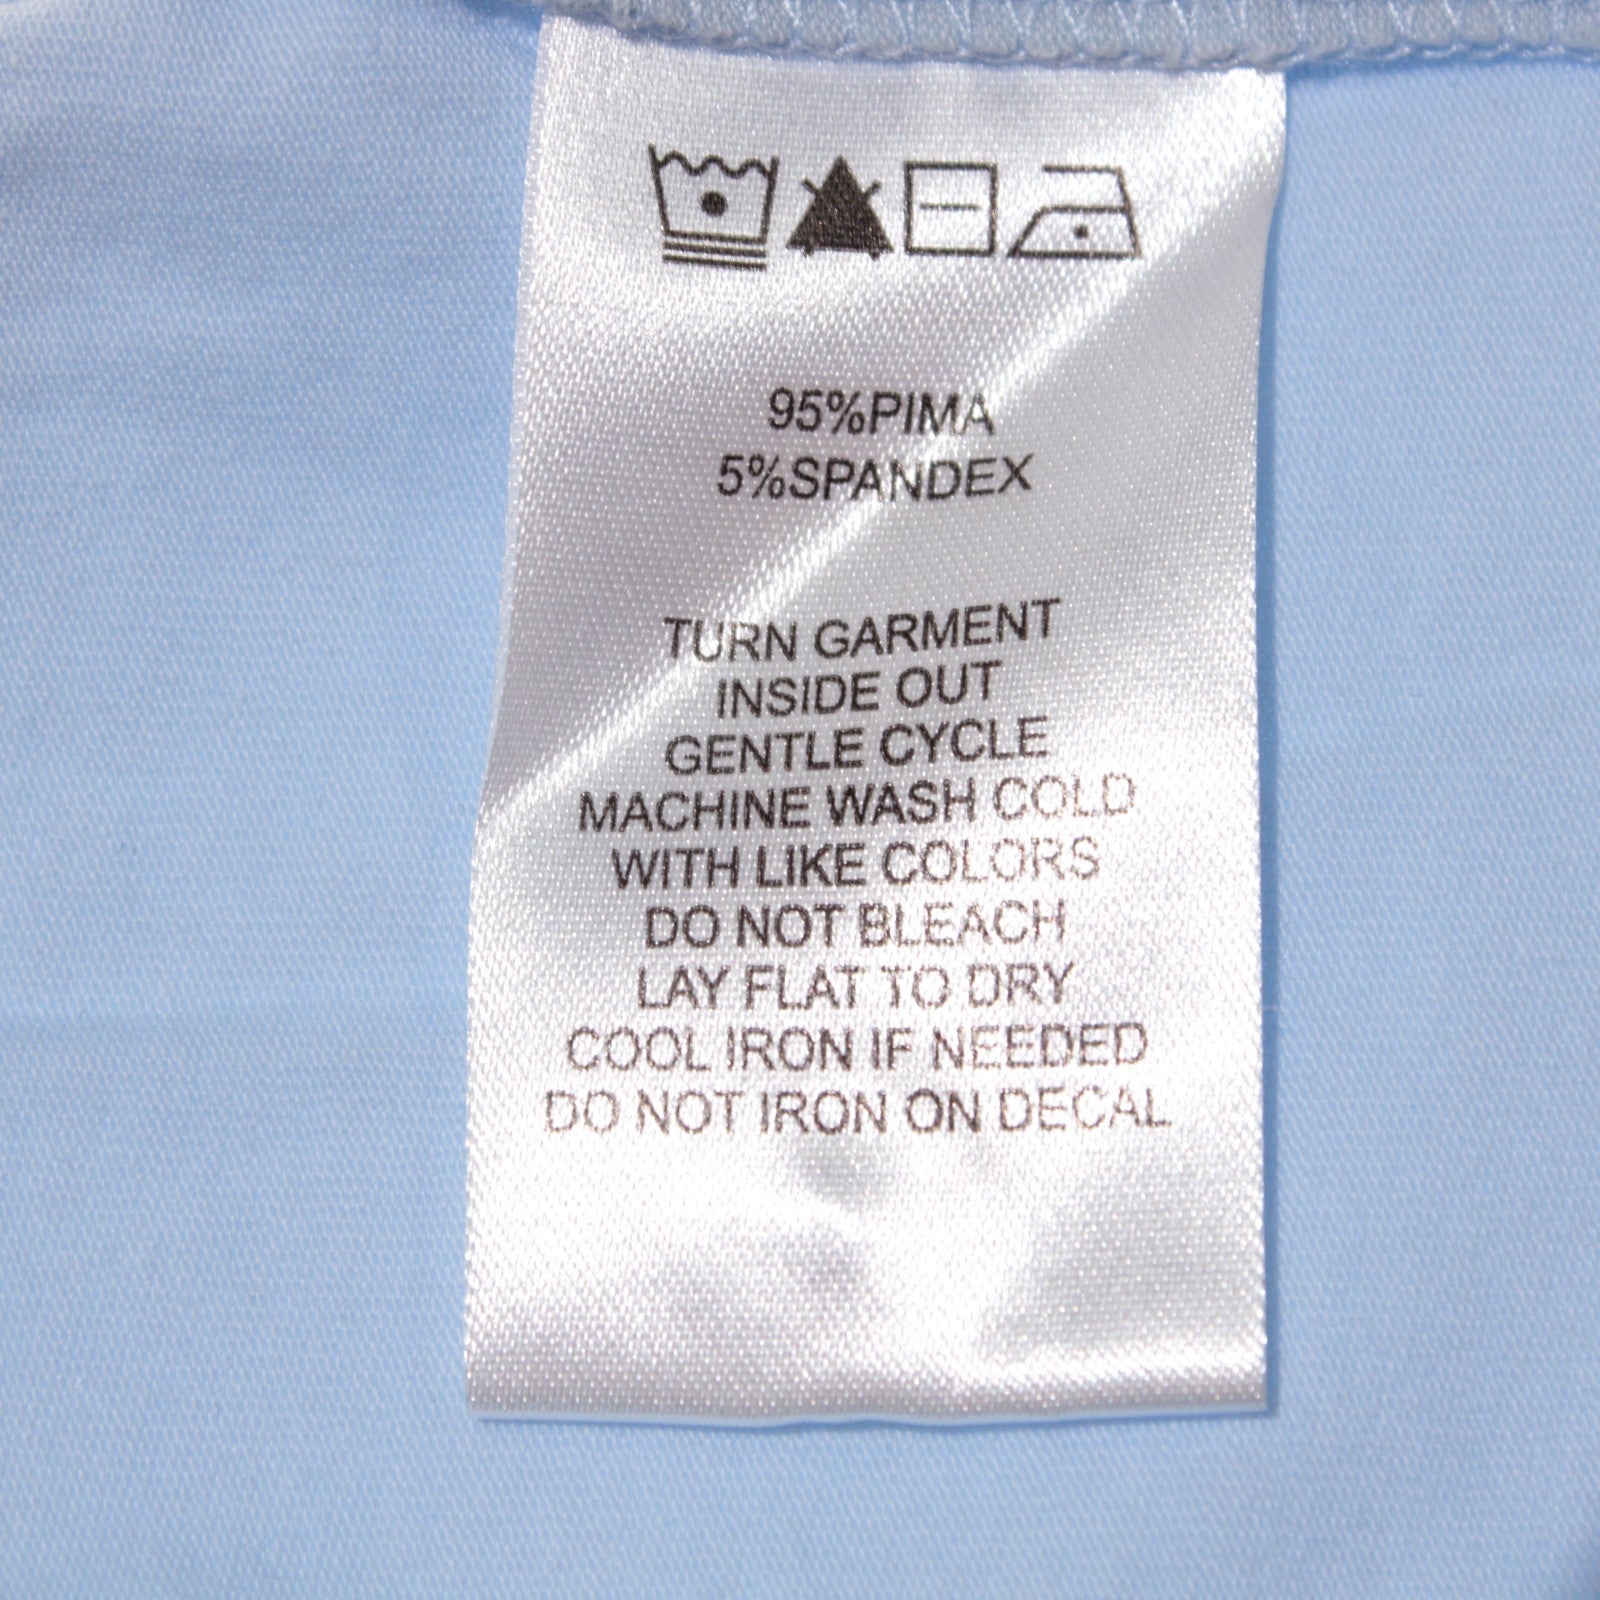 95%PIMA
5%SPANDEX
TURN GARMENT
INSIDE OUT
GENTLE CYCLE
MACHINE WASH COLD
WITH LIKE COLORS
DO NOT BLEACH
LAY FLAT TO DRY
COOL IRON IF NEEDED
DO NOT IRON ON DECAL